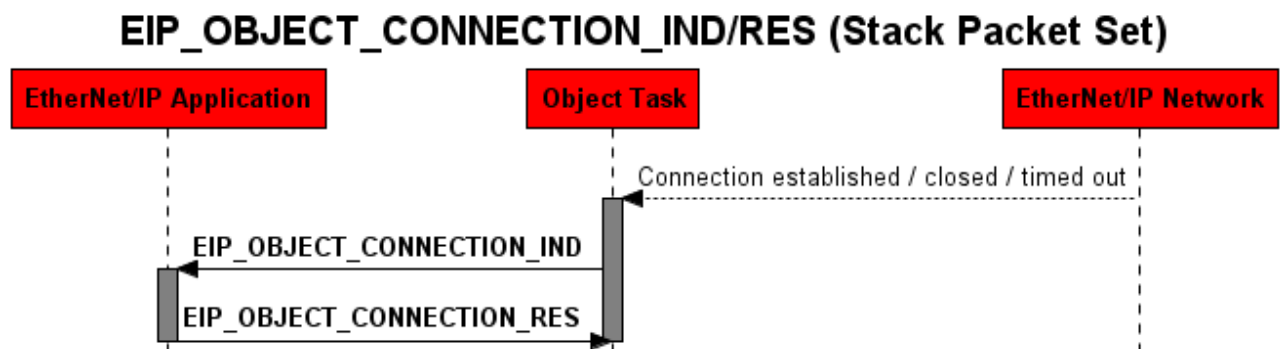 EIP_OBJECT_CONNECTION_IND/RES (Stack Packet Set)
EtherNet/IP Application
Object Task
EtherNet/IP Network
Connection established / closed / timed out
EIP_OBJECT_CONNECTION_IND
EIP_OBJECT_CONNECTION_RES